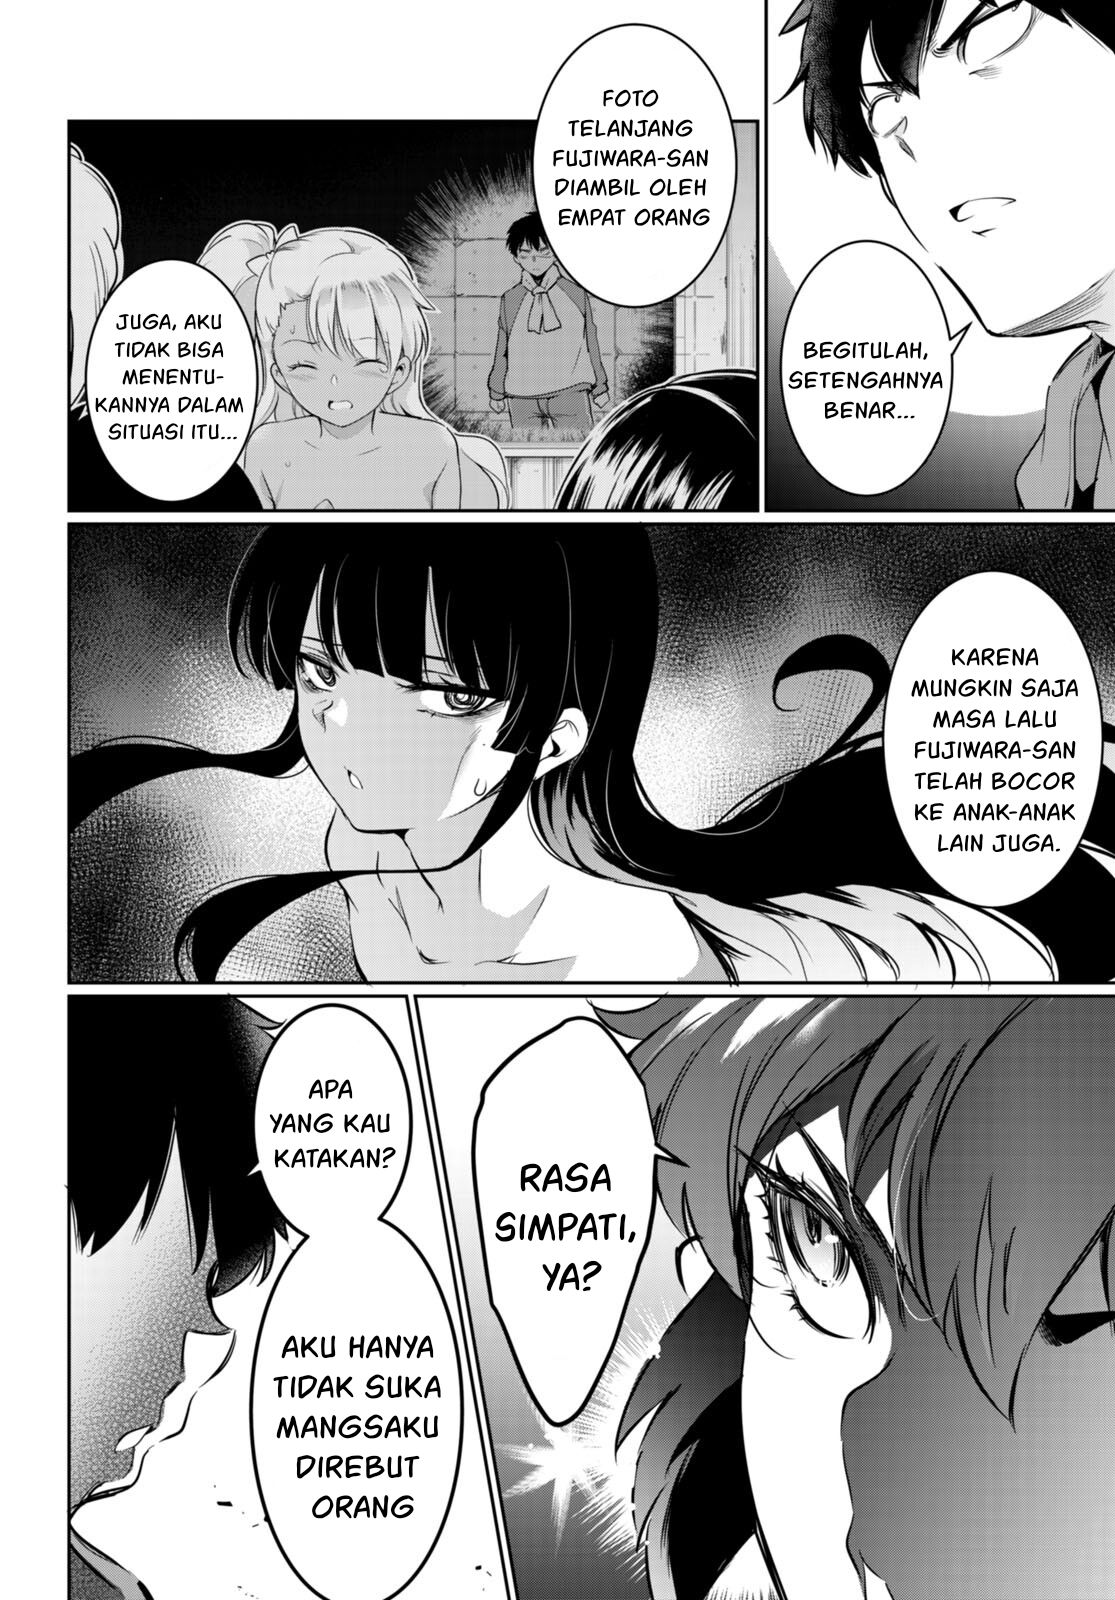 BEGITULAH,
SETENGAHNYA
BENAR...
FOTO
TELANJANG
FUJIWARA-SAN
DIAMBIL OLEH
EMPAT ORANG
JUGA, AKU
TIDAK BISA
MENENTU-
KANNYA DALAM
SITUASI ITU...
KARENA
MUNGKIN SAJA
MASA LALU
FUJIWARA-SAN
TELAH BOCOR
KE ANAK-ANAK
LAIN JUGA.
RASA
SIMPATI,
YA?
APA
YANG KAU
KATAKAN?
AKU HANYA
TIDAK SUKA
MANGSAKU
DIREBUT
ORANG